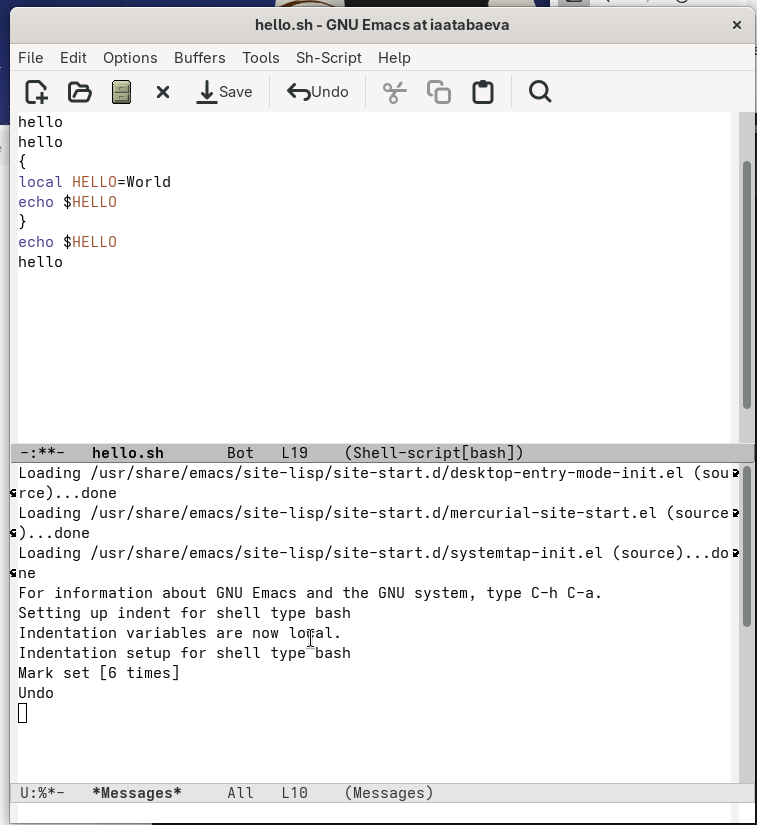 hello.sh - GNU Emacs at iaatabaeva
File Edit Options Buffers Tools Sh-Script Help
Save Undo
hello
hello
{
local HELLO=World
echo $HELLO
}
echo $HELLO
hello
-:**- hello.sh Bot L19 (Shell-script[bash])
Loading /usr/share/emacs/site-lisp/site-start.d/desktop-entry-mode-init.el (sou
rce)...done
Loading /usr/share/emacs/site-lisp/site-start.d/mercurial-site-start.el (source
)...done
Loading /usr/share/emacs/site-lisp/site-start.d/systemtap-init.el (source)...do
ne
For information about GNU Emacs and the GNU system, type C-h C-a.
Setting up indent for shell type bash
Indentation variables are now local.
Indentation setup for shell type bash
Mark set [6 times]
Undo
U:%*- *Messages* All L10 (Messages)